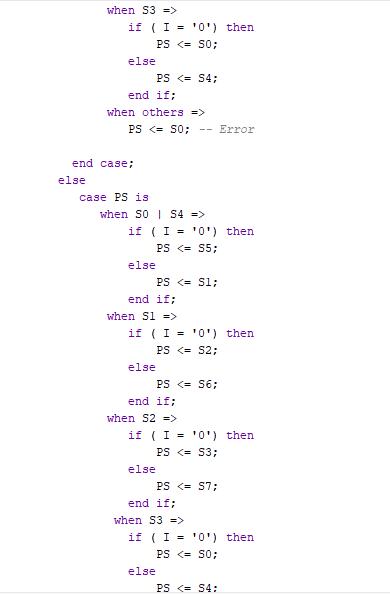 when S3 =>
if ( I = '0') then
PS <= S0;
else
PS <= S4;
end if;
when others =>
PS <= S0; -- Error
end case;
else
case PS is
when S0 | S4 =>
if ( I = '0') then
PS <= S5;
else
PS <= S1;
end if;
when S1 =>
if ( I = '0') then
PS <= S2;
else
PS <= S6;
end if;
when S2 =>
if ( I = '0') then
PS <= S3;
else
PS <= S7;
end if;
when S3 =>
if ( I = '0') then
PS <= S0;
else
PS <= S4;